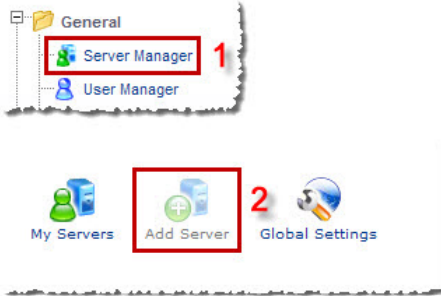 General
Server Manager 1
User Manager
2
My Servers Add Server Global Settings